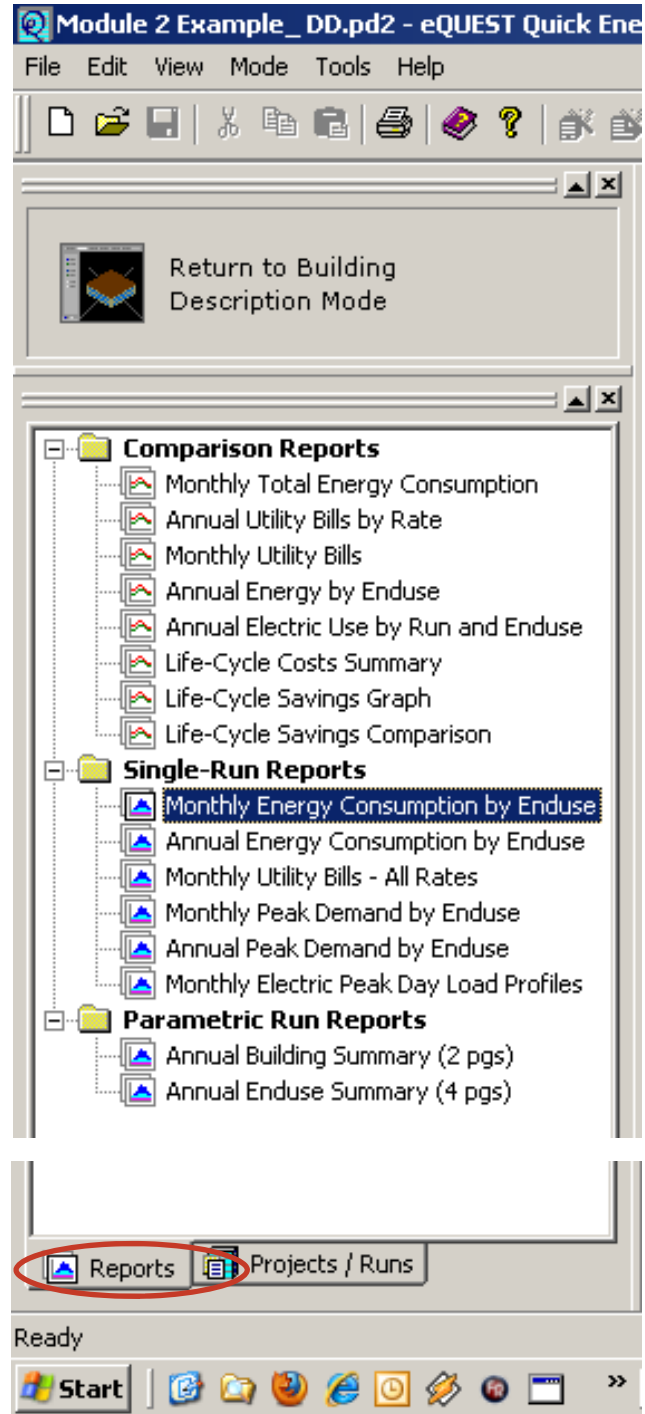 Module 2 Example_ DD.pd2 - eQUEST Quick Ene
File Edit View Mode Tools Help
Return to Building
Description Mode
Comparison Reports
Monthly Total Energy Consumption
Annual Utility Bills by Rate
Monthly Utility Bills
Annual Energy by Enduse
Annual Electric Use by Run and Enduse
Life-Cycle Costs Summary
Life-Cycle Savings Graph
Life-Cycle Savings Comparison
Single-Run Reports
Monthly Energy Consumption by Enduse
Annual Energy Consumption by Enduse
Monthly Utility Bills - All Rates
Monthly Peak Demand by Enduse
Annual Peak Demand by Enduse
Monthly Electric Peak Day Load Profiles
Parametric Run Reports
Annual Building Summary (2 pgs)
Annual Enduse Summary (4 pgs)
Reports Projects / Runs
Ready
Start »